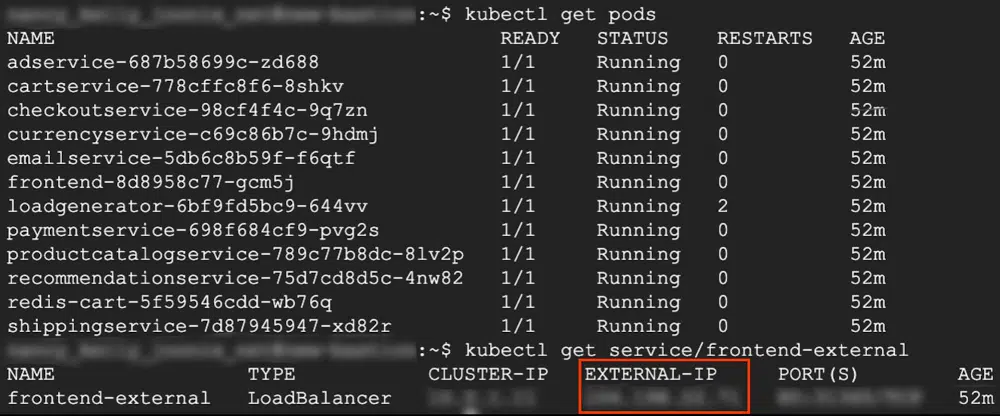 :~$ kubectl get pods
NAME READY STATUS RESTARTS AGE
adservice-687b58699c-zd688 1/1 Running 0 52m
cartservice-778cffc8f6-8shkv 1/1 Running 0 52m
checkoutservice-98cf4f4c-9q7zn 1/1 Running 0 52m
currencyservice-c69c86b7c-9hdmj 1/1 Running 0 52m
emailservice-5db6c8b59f-f6qtf 1/1 Running 0 52m
frontend-8d8958c77-gcm5j 1/1 Running 0 52m
loadgenerator-6bf9fd5bc9-644vv 1/1 Running 2 52m
paymentservice-698f684cf9-pvg2s 1/1 Running 0 52m
productcatalogservice-789c77b8dc-8lv2p 1/1 Running 0 52m
recommendationservice-75d7cd8d5c-4nw82 1/1 Running 0 52m
redis-cart-5f59546cdd-wb76q 1/1 Running 0 52m
shippingservice-7d87945947-xd82r 1/1 Running 0 52m
:~$ kubectl get service/frontend-external
NAME TYPE CLUSTER-IP EXTERNAL-IP PORT(S) AGE
frontend-external LoadBalancer 52m